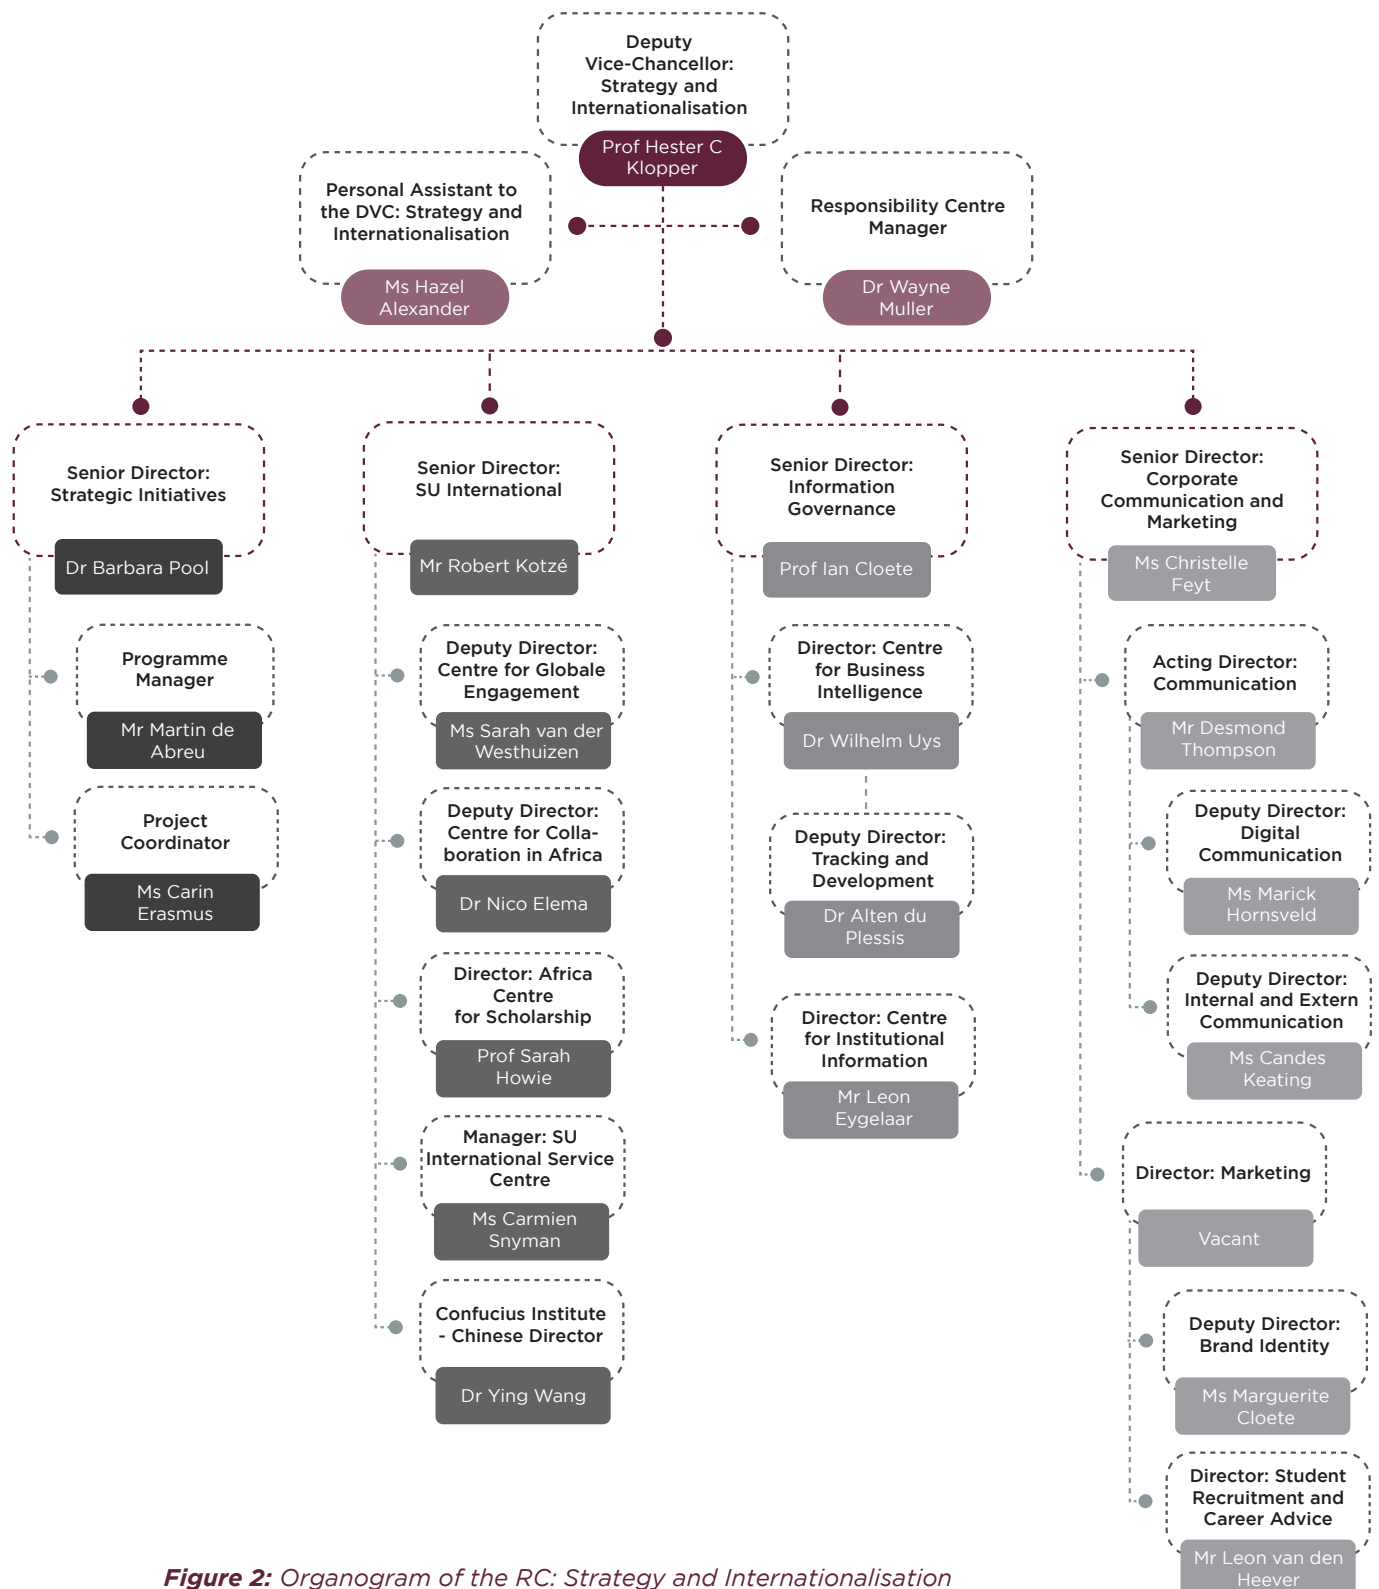 Deputy
Vice-Chancellor:
Strategy and
Internationalisation
Prof Hester C
Klopper
Personal Assistant to
the DVC: Strategy and
Internationalisation
Ms Hazel
Alexander
Responsibility Centre
Manager
Dr Wayne
Muller
Senior Director:
Strategic Initiatives
Dr Barbara Pool
Programme
Manager
Mr Martin de
Abreu
Project
Coordinator
Ms Carin
Erasmus
Senior Director:
SU International
Mr Robert Kotzé
Deputy Director:
Centre for Globale
Engagement
Ms Sarah van der
Westhuizen
Deputy Director:
Centre for Colla-
boration in Africa
Dr Nico Elema
Director: Africa
Centre
for Scholarship
Prof Sarah
Howie
Manager: SU
International Service
Centre
Ms Carmien
Snyman
Confucius Institute
- Chinese Director
Dr Ying Wang
Senior Director:
Information
Governance
Prof Ian Cloete
Director: Centre
for Business
Intelligence
Dr Wilhelm Uys
Deputy Director:
Tracking and
Development
Dr Alten du
Plessis
Director: Centre
for Institutional
Information
Mr Leon
Eygelaar
Senior Director:
Corporate
Communication and
Marketing
Ms Christelle
Feyt
Acting Director:
Communication
Mr Desmond
Thompson
Deputy Director:
Digital
Communication
Ms Marick
Hornsveld
Deputy Director:
Internal and Extern
Communication
Ms Candes
Keating
Director: Marketing
Vacant
Deputy Director:
Brand Identity
Ms Marguerite
Cloete
Director: Student
Recruitment and
Career Advice
Mr Leon van den
Heever
Figure 2: Organogram of the RC: Strategy and Internationalisation